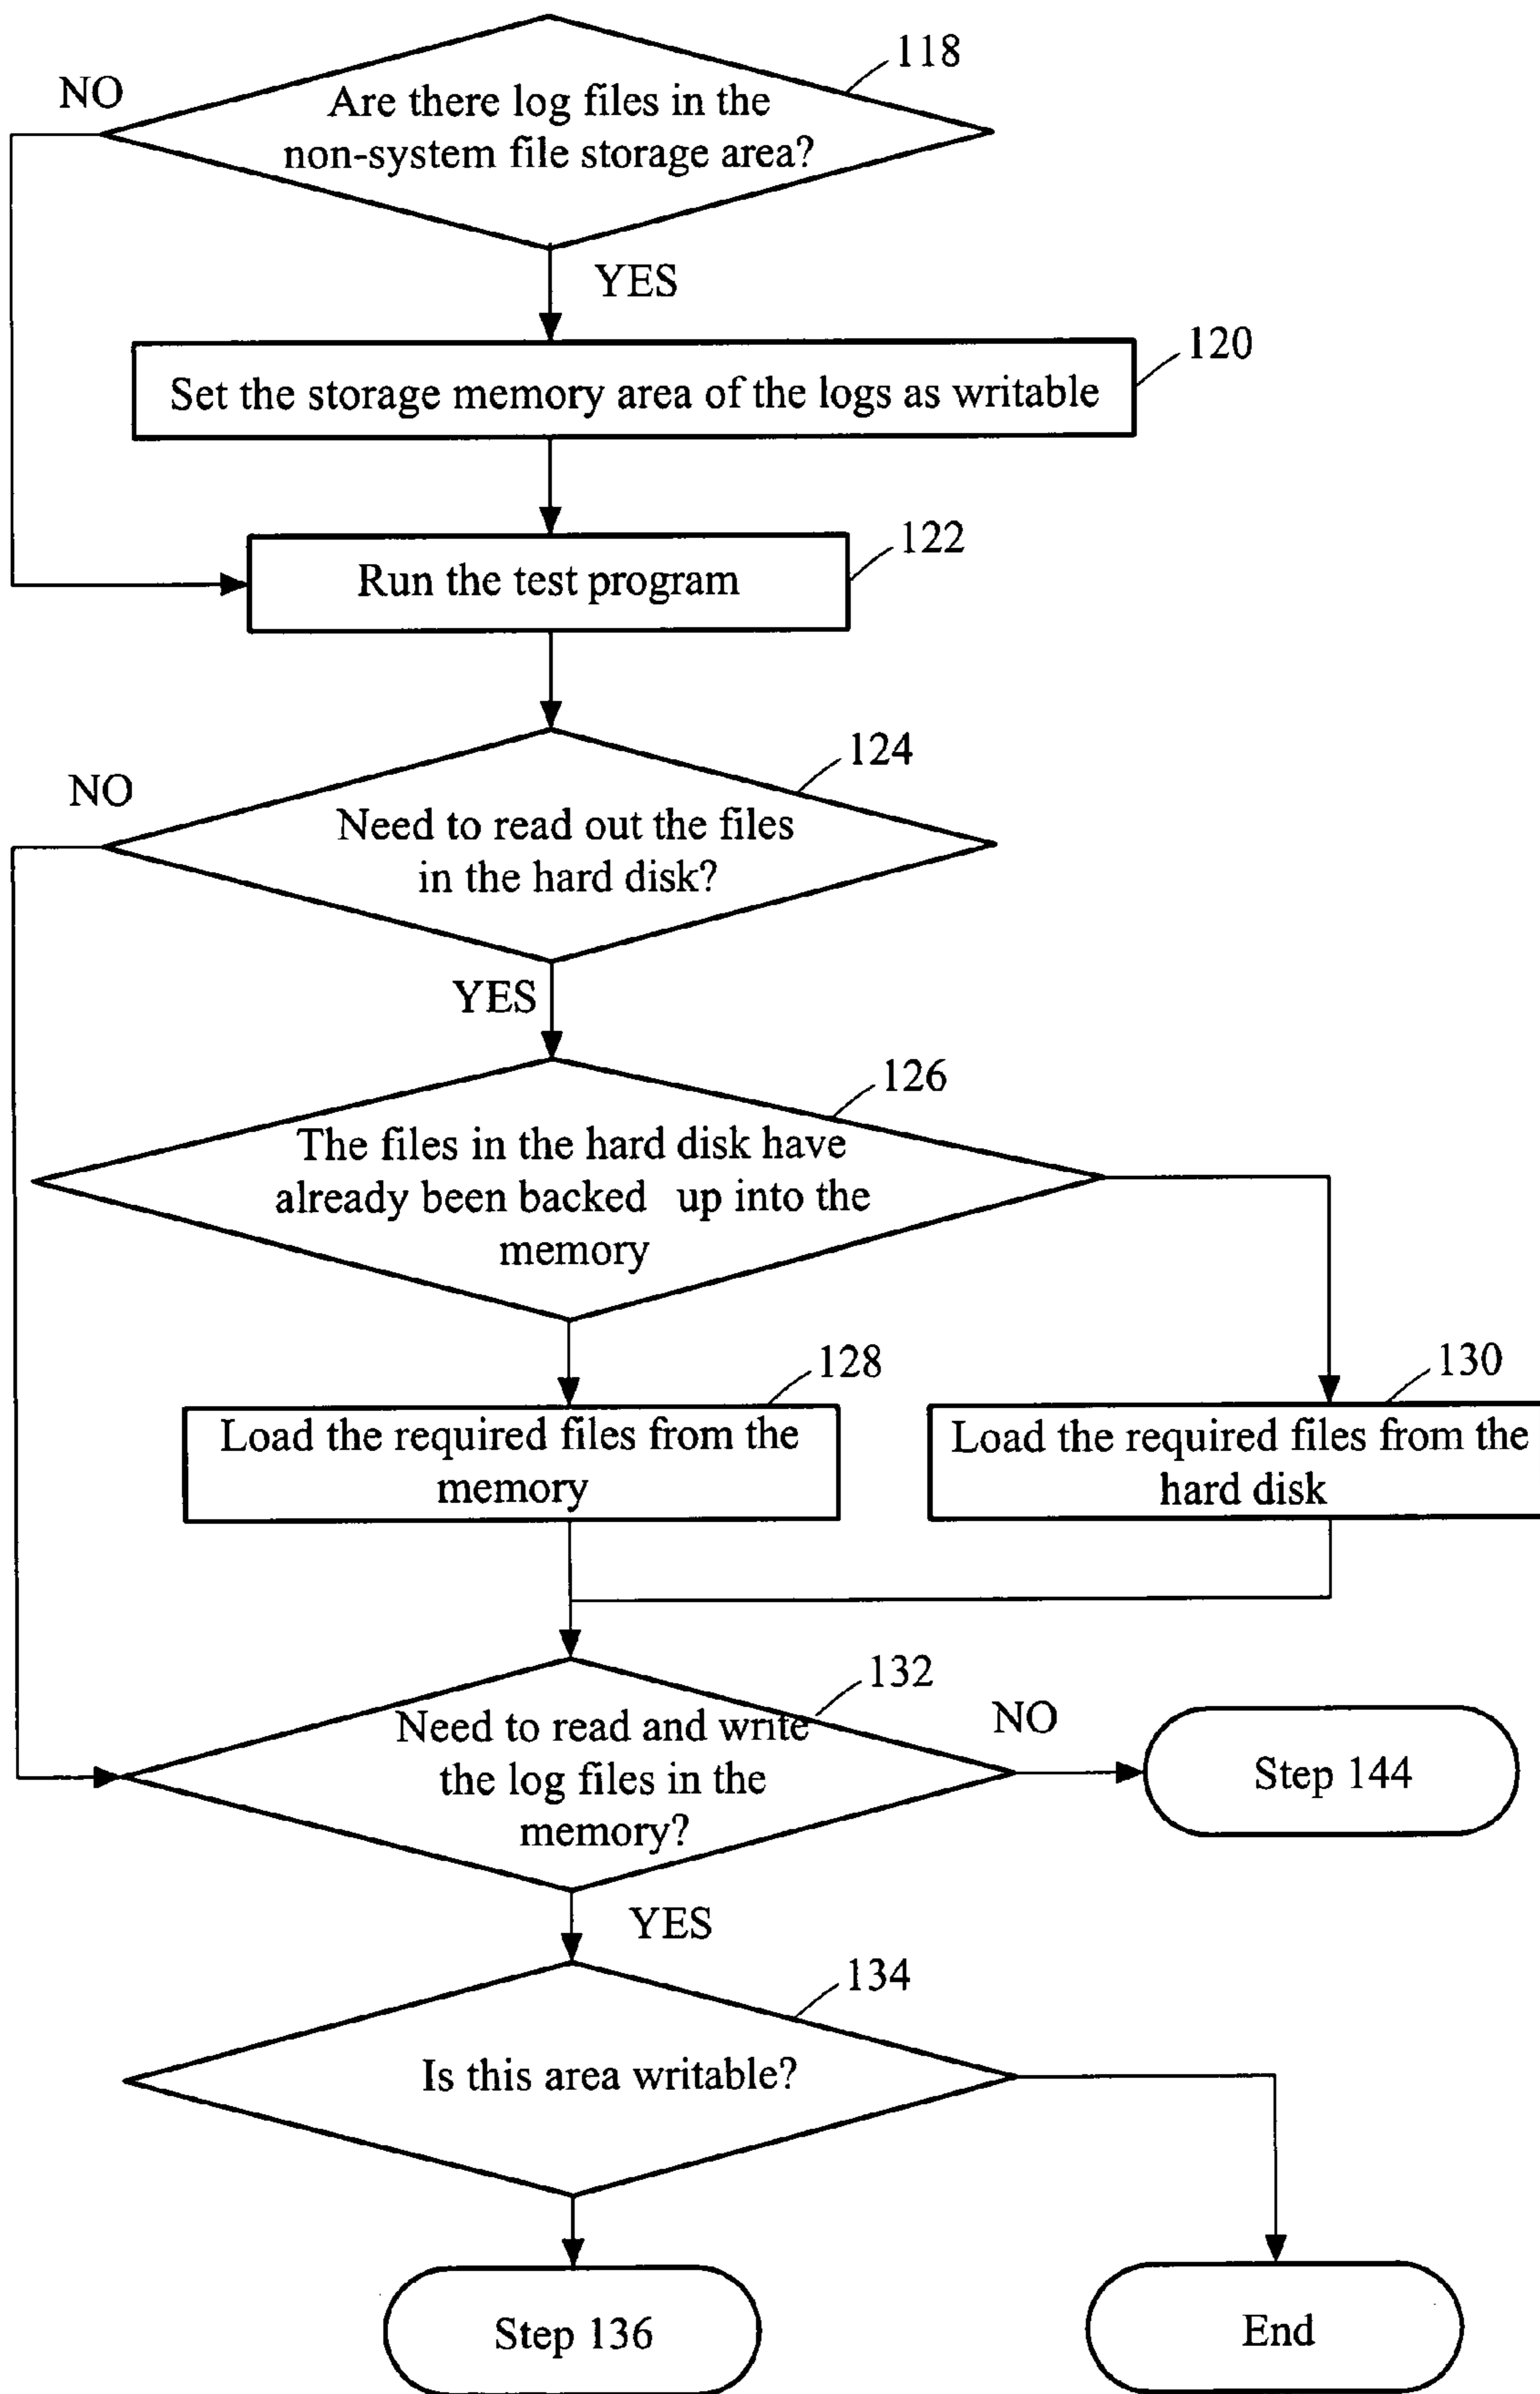 118
NO
Are there log files in the
non-system file storage area?
YES
120
Set the storage memory area of the logs as writable
122
Run the test program
124
NO
Need to read out the files
in the hard disk?
YES
126
The files in the hard disk have
already been backed up into the
memory
128
130
Load the required files from the
memory
Load the required files from the
hard disk
132
Need to read and write
the log files in the
memory?
NO
Step 144
YES
134
Is this area writable?
Step 136
End